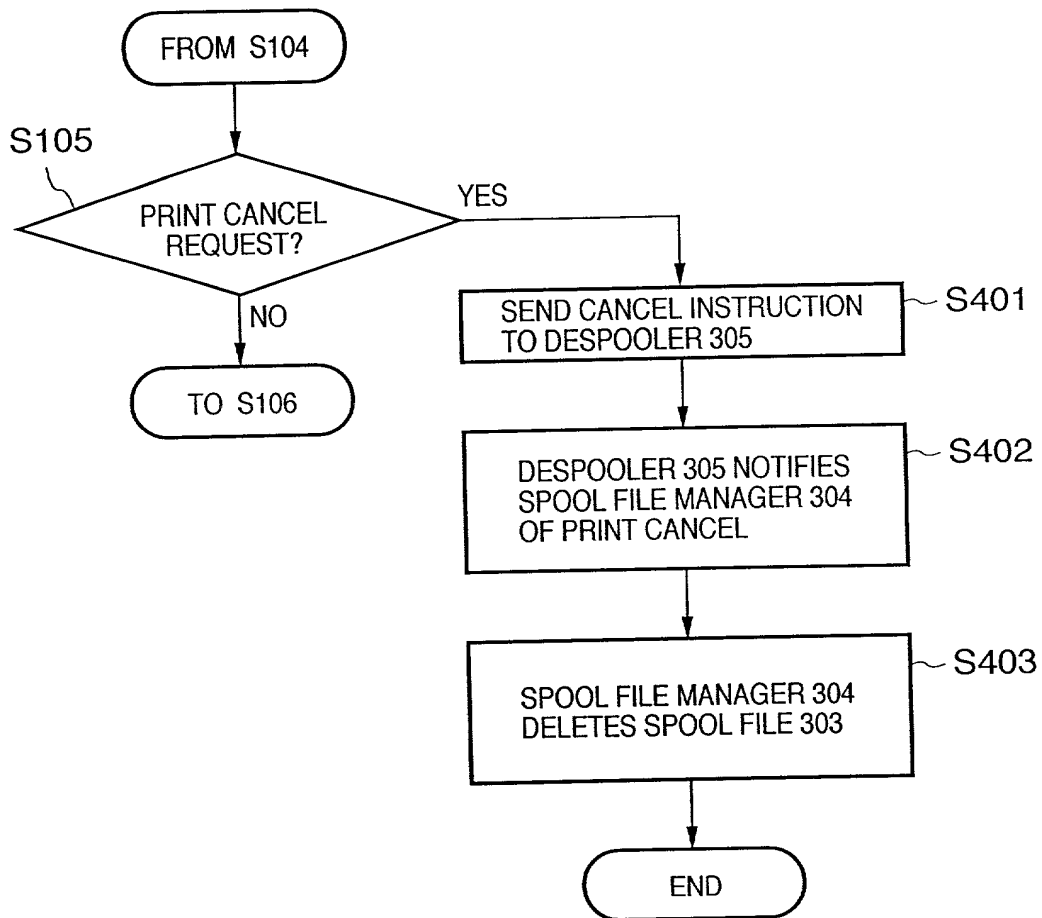 FROM S104
S105
PRINT CANCEL
REQUEST?
YES
NO
TO S106
SEND CANCEL INSTRUCTION
TO DESPOOLER 305
S401
DESPOOLER 305 NOTIFIES
SPOOL FILE MANAGER 304
OF PRINT CANCEL
S402
SPOOL FILE MANAGER 304
DELETES SPOOL FILE 303
S403
END